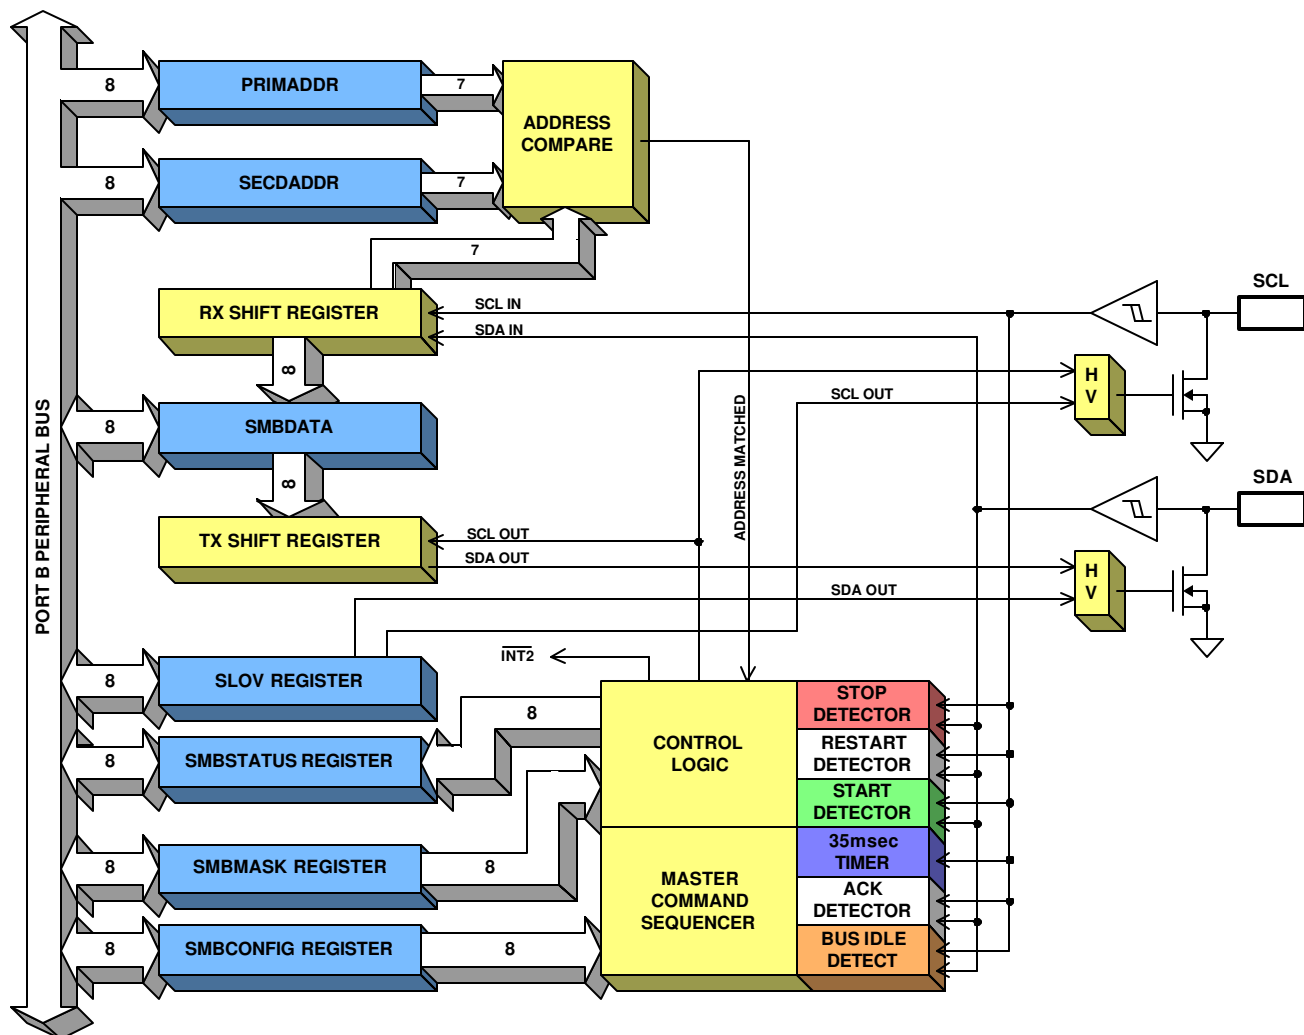 PORT B PERIPHERAL BUS
8
PRIMADDR
7
ADDRESS
COMPARE
8
SECDADDR
7
7
RX SHIFT REGISTER
SCL IN
SDA IN
SCL
8
H
V
SCL OUT
8
SMBDATA
ADDRESS MATCHED
8
SDA
TX SHIFT REGISTER
SCL OUT
SDA OUT
H
V
SDA OUT
INT2
8
SLOV REGISTER
8
SMBSTATUS REGISTER
8
CONTROL
LOGIC
STOP
DETECTOR
RESTART
DETECTOR
START
DETECTOR
8
SMBMASK REGISTER
8
MASTER
COMMAND
SEQUENCER
35msec
TIMER
ACK
DETECTOR
8
SMBCONFIG REGISTER
8
BUS IDLE
DETECT